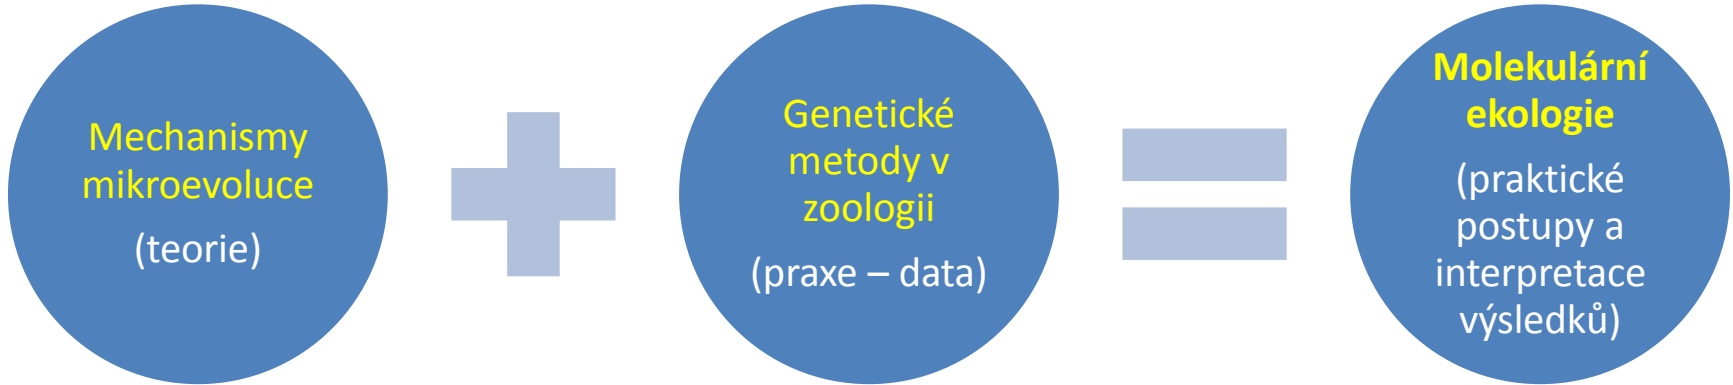 Mechanismy
mikroevoluce
(teorie)
Genetické
metody v
zoologii
(praxe – data)
Molekulární
ekologie
(praktické
postupy a
interpretace
výsledků)